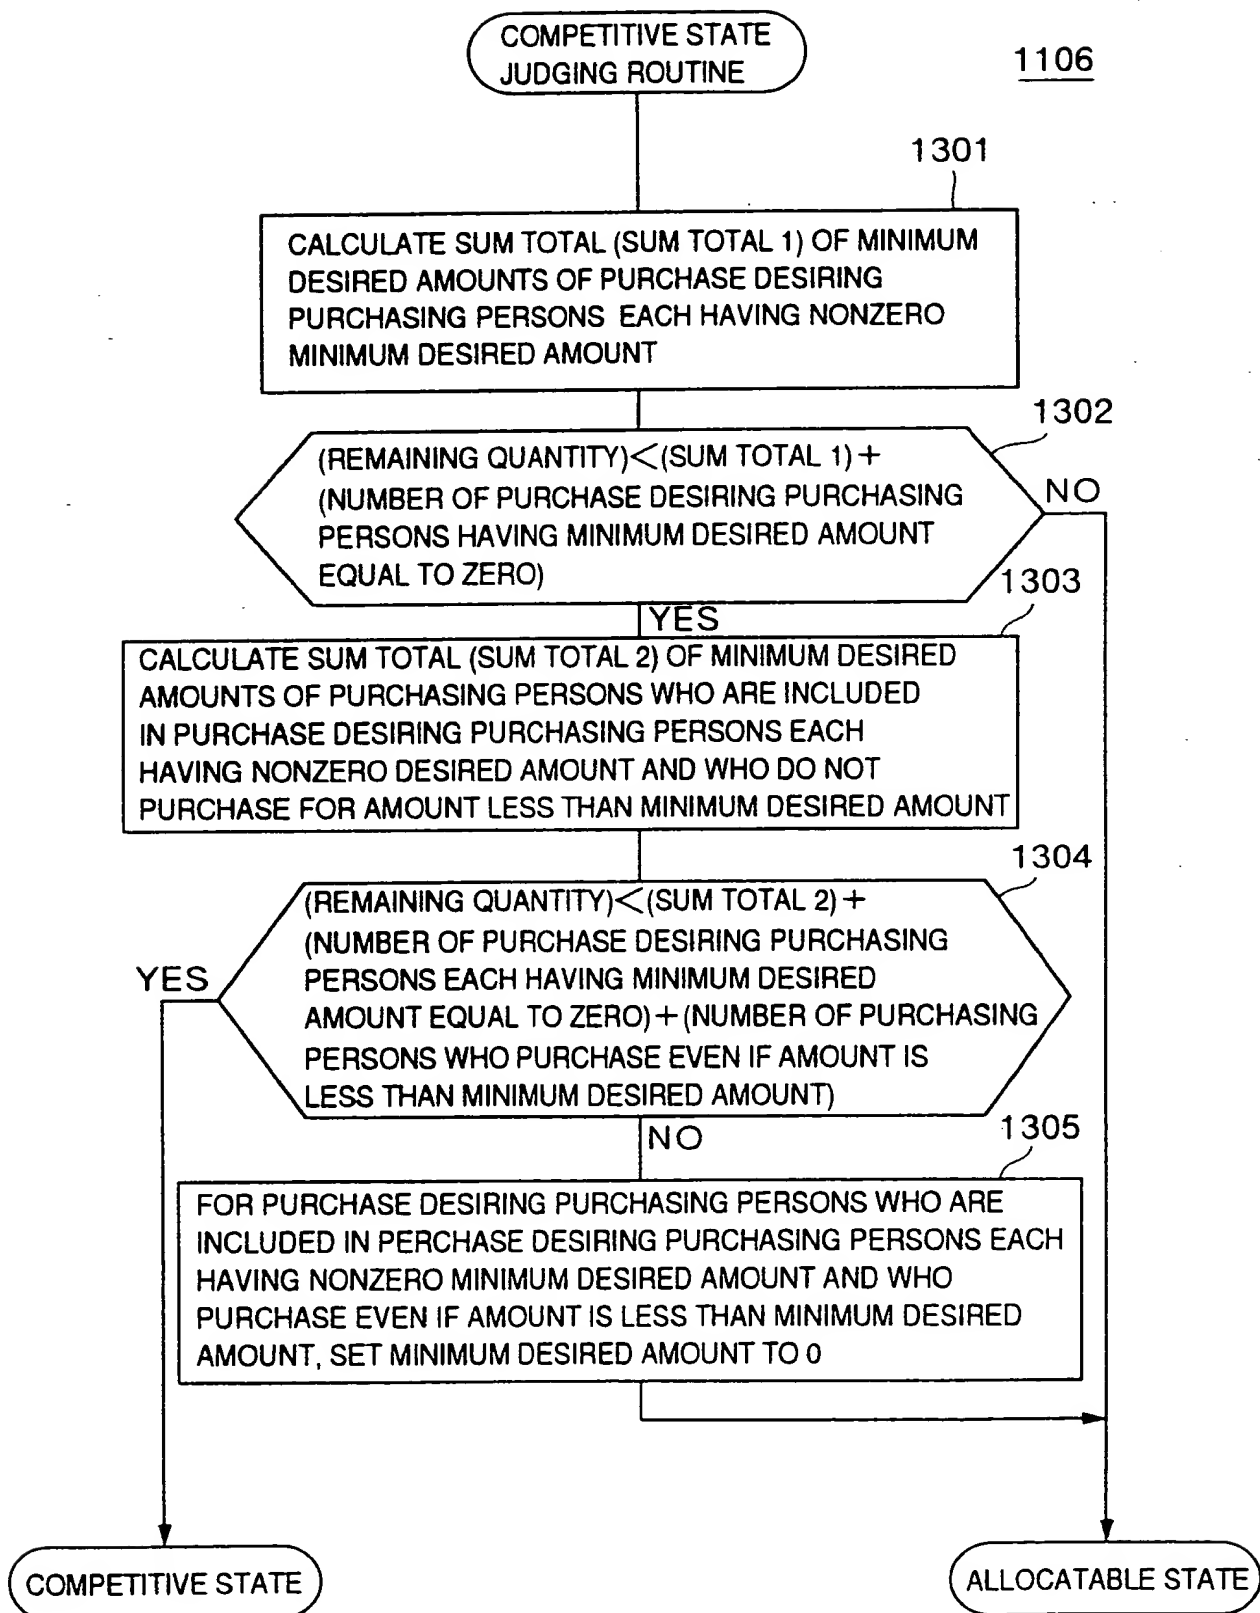 COMPETITIVE STATE
JUDGING ROUTINE
1106
1301
CALCULATE SUM TOTAL (SUM TOTAL 1) OF MINIMUM
DESIRED AMOUNTS OF PURCHASE DESIRING
PURCHASING PERSONS EACH HAVING NONZERO
MINIMUM DESIRED AMOUNT
1302
(REMAINING QUANTITY)<(SUM TOTAL 1)+
(NUMBER OF PURCHASE DESIRING PURCHASING
PERSONS HAVING MINIMUM DESIRED AMOUNT
EQUAL TO ZERO)
NO
YES
1303
CALCULATE SUM TOTAL (SUM TOTAL 2) OF MINIMUM DESIRED
AMOUNTS OF PURCHASING PERSONS WHO ARE INCLUDED
IN PURCHASE DESIRING PURCHASING PERSONS EACH
HAVING NONZERO DESIRED AMOUNT AND WHO DO NOT
PURCHASE FOR AMOUNT LESS THAN MINIMUM DESIRED AMOUNT
1304
(REMAINING QUANTITY)<(SUM TOTAL 2)+
(NUMBER OF PURCHASE DESIRING PURCHASING
PERSONS EACH HAVING MINIMUM DESIRED
AMOUNT EQUAL TO ZERO)+(NUMBER OF PURCHASING
PERSONS WHO PURCHASE EVEN IF AMOUNT IS
LESS THAN MINIMUM DESIRED AMOUNT)
YES
NO
1305
FOR PURCHASE DESIRING PURCHASING PERSONS WHO ARE
INCLUDED IN PERCHASE DESIRING PURCHASING PERSONS EACH
HAVING NONZERO MINIMUM DESIRED AMOUNT AND WHO
PURCHASE EVEN IF AMOUNT IS LESS THAN MINIMUM DESIRED
AMOUNT, SET MINIMUM DESIRED AMOUNT TO 0
COMPETITIVE STATE
ALLOCATABLE STATE